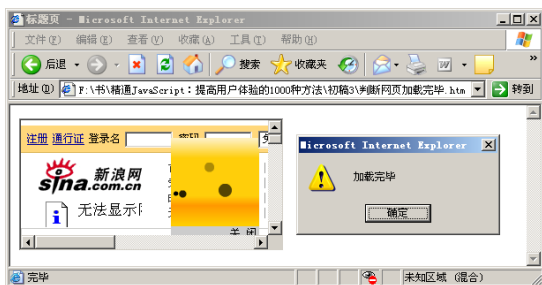 标题页 - Microsoft Internet Explorer
文件(F) 编辑(E) 查看(V) 收藏(A) 工具(T) 帮助(H)
后退 搜索 收藏夹 »
地址(D) F:\书\精通JavaScript：提高用户体验的1000种方法\初稿3\判断网页加载完毕.htm 转到
注册 通行证 登录名 密码
新浪网
sina.com.cn
无法显示
关 闭
Microsoft Internet Explorer
加载完毕
确定
完毕 未知区域 (混合)